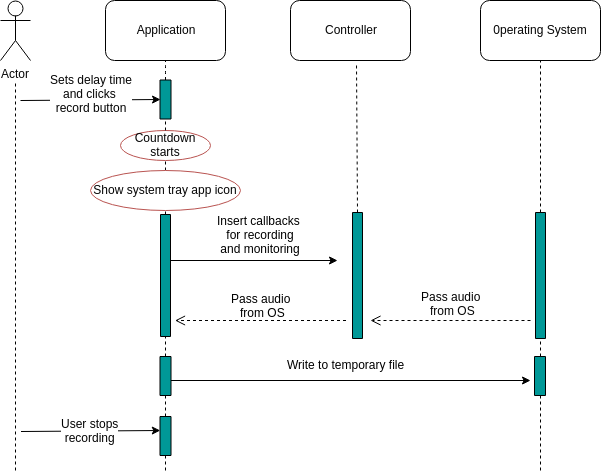 Application
Controller
0perating System
Actor
Sets delay time
and clicks
record button
Countdown
starts
Show system tray app icon
Insert callbacks
for recording
and monitoring
Pass audio
from OS
Pass audio
from OS
Write to temporary file
User stops
recording